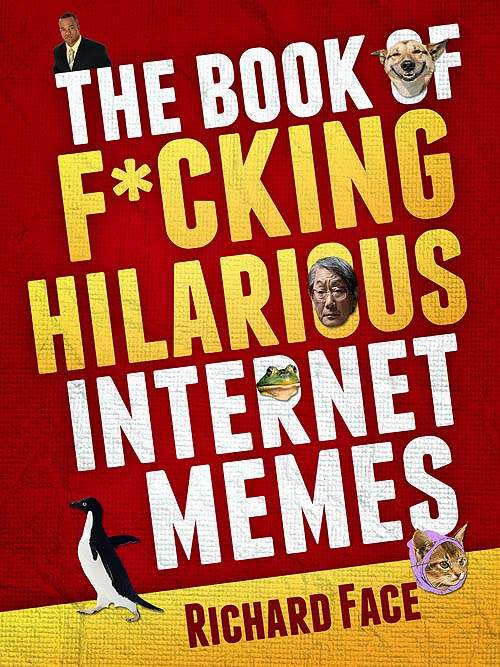 THE BOOK OF
F*CKING
HILARIOUS
INTERNET
MEMES
RICHARD FACE